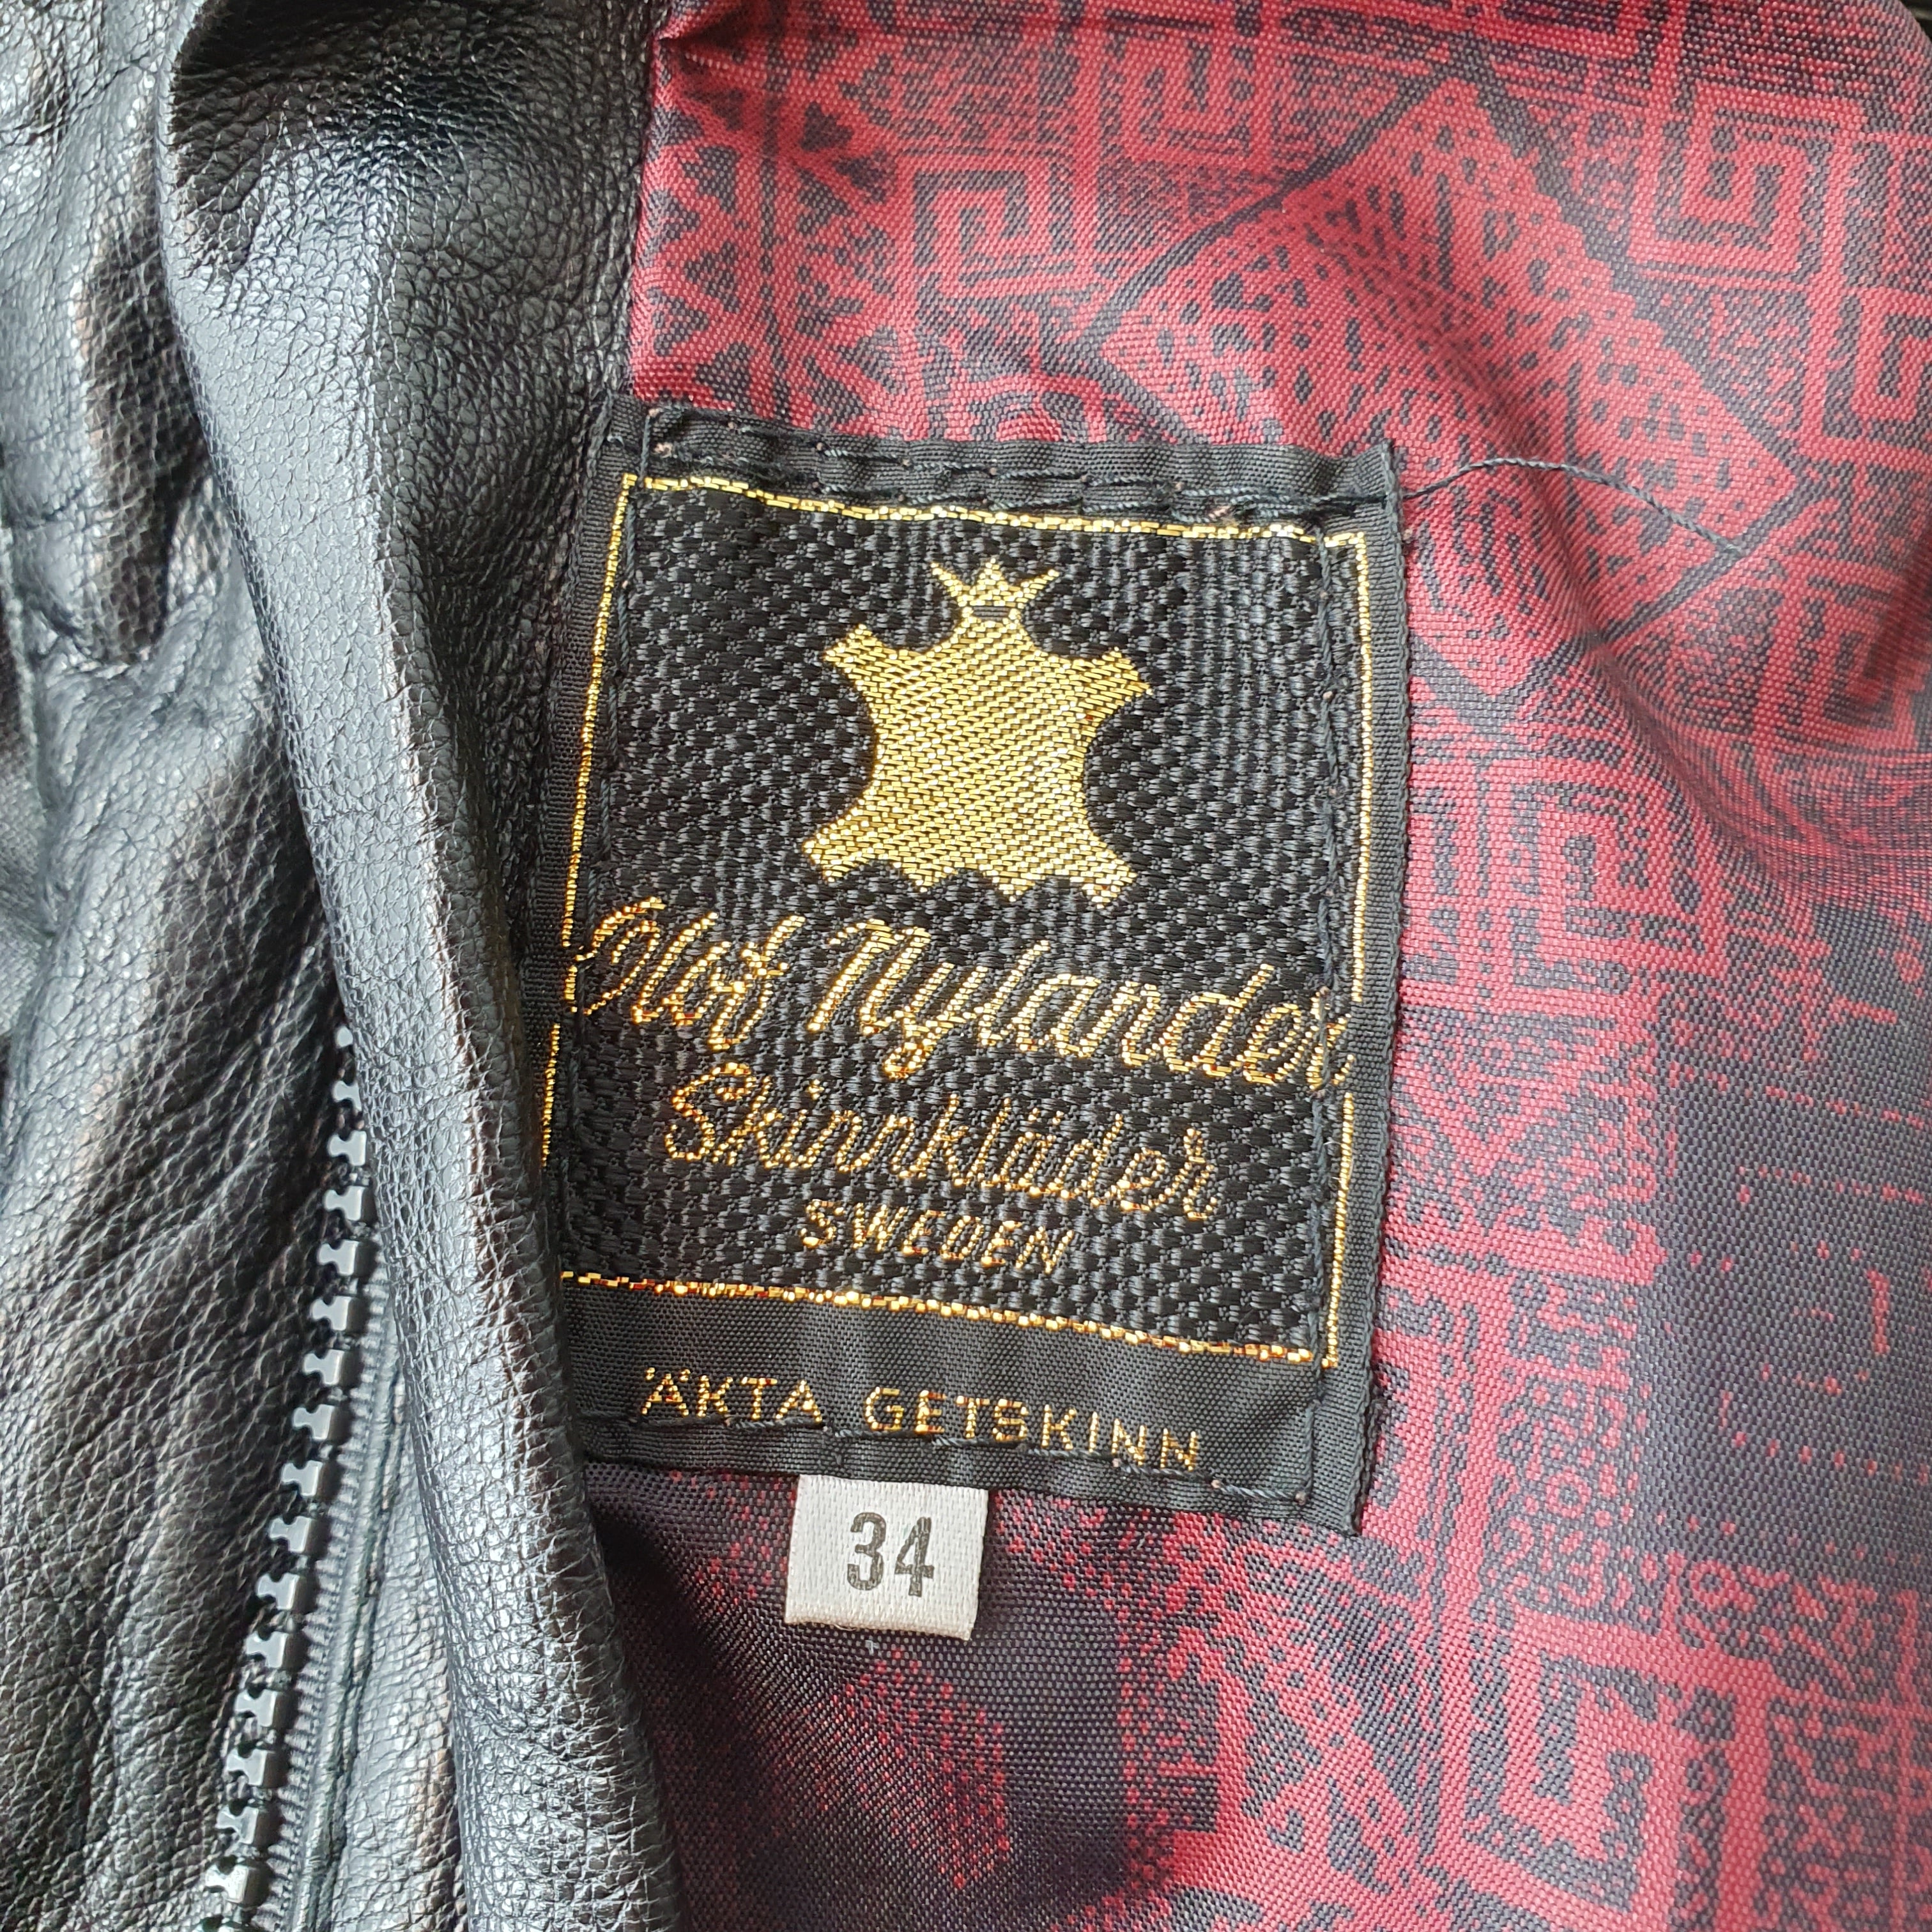 Olof Nylander
Skinnkläder
SWEDEN
ÄKTA GETSKINN
34